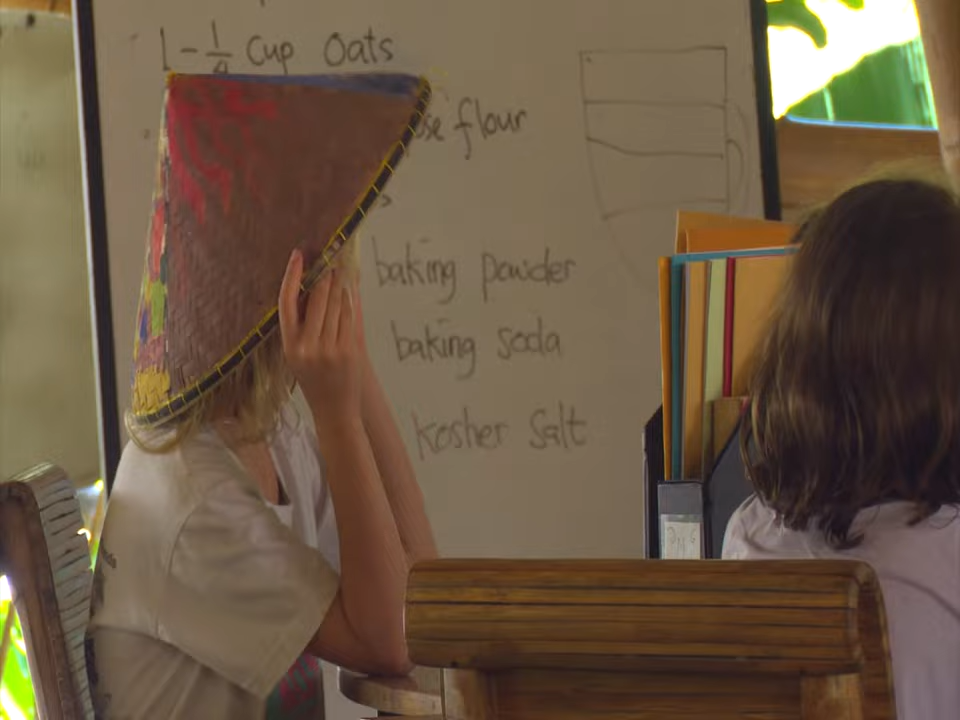 1-1/4 Cup Oats
flour
baking powder
baking soda
kosher Salt